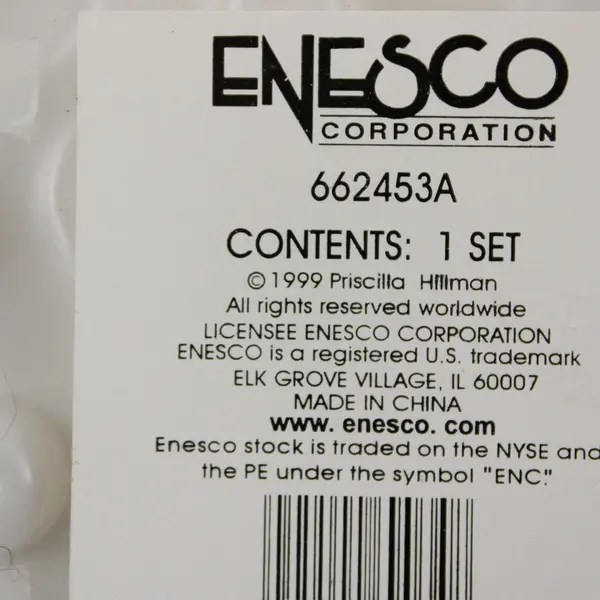 ENESCO
CORPORATION
662453A
CONTENTS: 1 SET
© 1999 Priscilla Hillman
All rights reserved worldwide
LICENSEE ENESCO CORPORATION
ENESCO is a registered U.S. trademark
ELK GROVE VILLAGE, IL 60007
MADE IN CHINA
www. enesco. com
Enesco stock is traded on the NYSE and
the PE under the symbol "ENC."